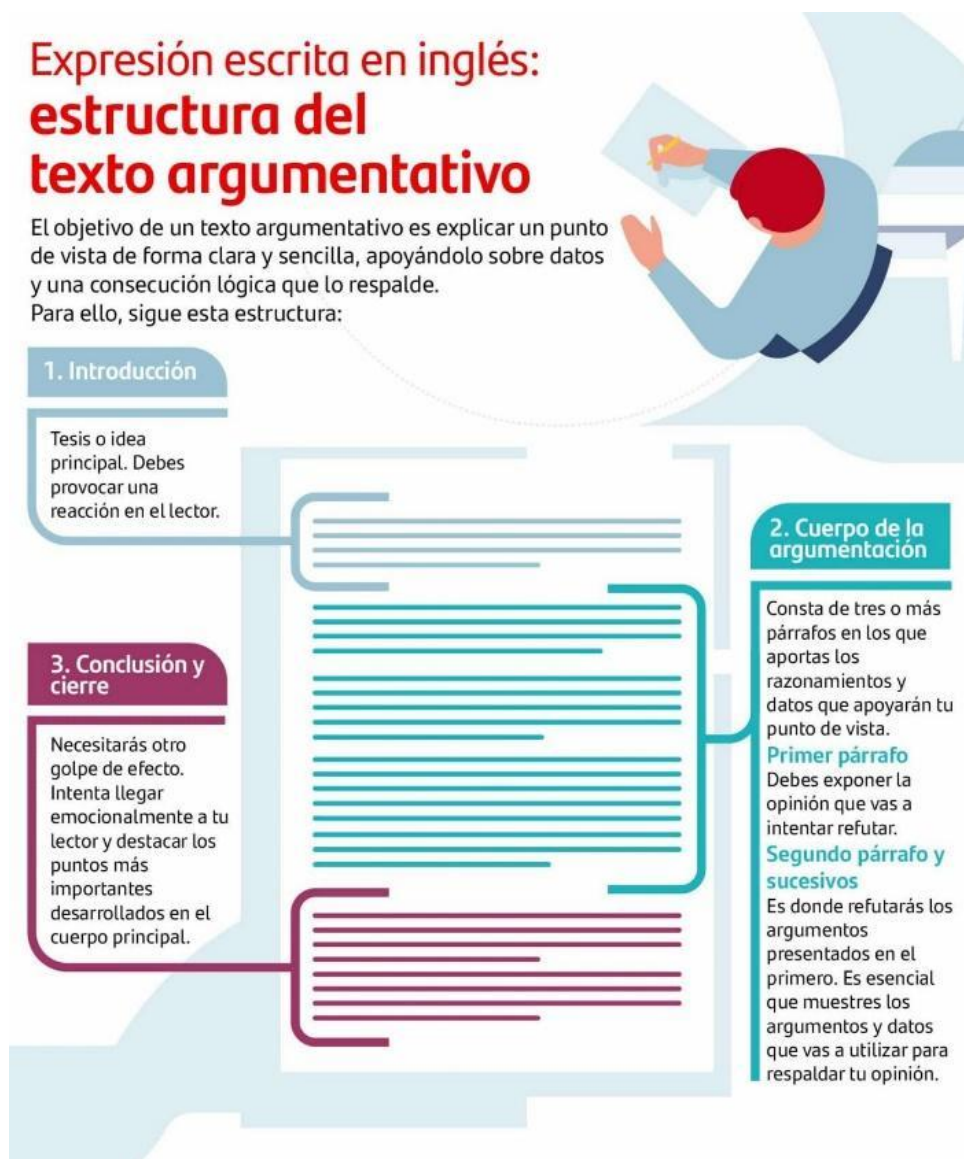 Expresión escrita en inglés:
estructura del
texto argumentativo
El objetivo de un texto argumentativo es explicar un punto
de vista de forma clara y sencilla, apoyándolo sobre datos
y una consecución lógica que lo respalde.
Para ello, sigue esta estructura:
1. Introducción
Tesis o idea
principal. Debes
provocar una
reacción en el lector.
2. Cuerpo de la
argumentación
Consta de tres o más
párrafos en los que
aportas los
razonamientos y
datos que apoyarán tu
punto de vista.
Primer párrafo
Debes exponer la
opinión que vas a
intentar refutar.
Segundo párrafo y
sucesivos
Es donde refutarás los
argumentos
presentados en el
primero. Es esencial
que muestres los
argumentos y datos
que vas a utilizar para
respaldar tu opinión.
3. Conclusión y
cierre
Necesitarás otro
golpe de efecto.
Intenta llegar
emocionalmente a tu
lector y destacar los
puntos más
importantes
desarrollados en el
cuerpo principal.